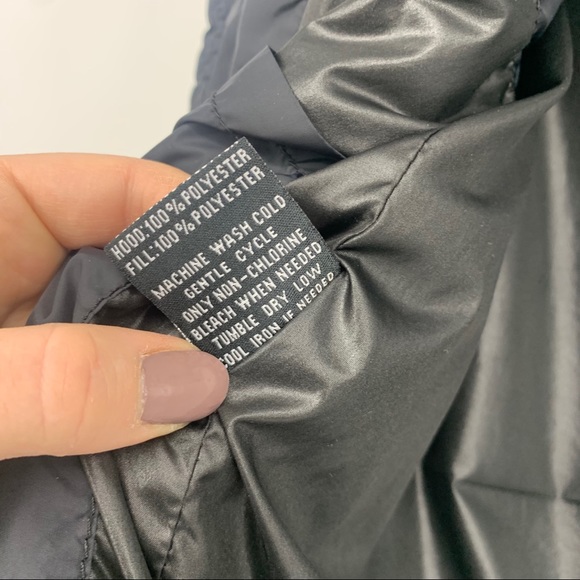 HOOD:100%POLYESTER
FILL:100%POLYESTER
MACHINE WASH COLD
GENTLE CYCLE
ONLY NON-CHLORINE
BLEACH WHEN NEEDED
TUMBLE DRY LOW
COOL IRON IF NEEDED